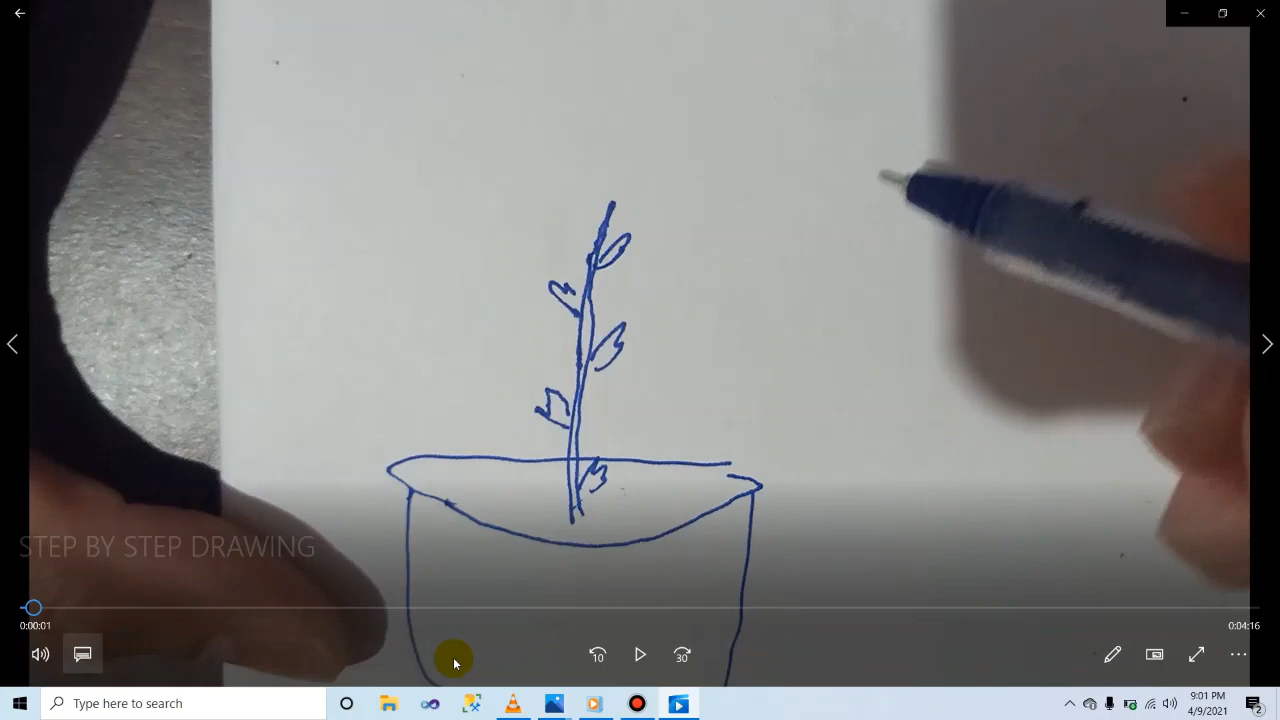 STEP BY STEP DRAWING
0:00:01
0:04:16
10
30
Type here to search
9:01 PM
4/9/2021
2